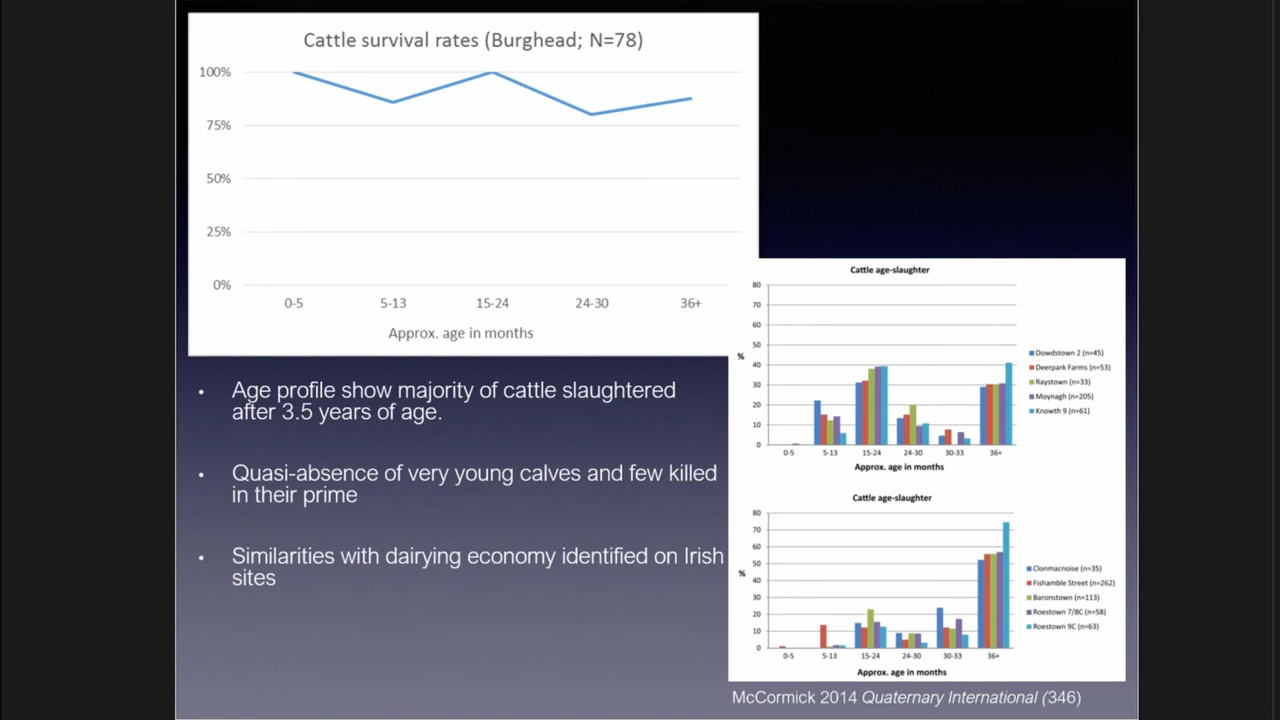 Cattle survival rates (Burghead; N=78)
100%
75%
50%
25%
0%
0-5 5-13 15-24 24-30 36+
Approx. age in months
• Age profile show majority of cattle slaughtered
after 3.5 years of age.
• Quasi-absence of very young calves and few killed
in their prime
• Similarities with dairying economy identified on Irish
sites
Cattle age-slaughter
80
70
60
50
%
40
30
20
10
0
0-5 5-13 15-24 24-30 30-33 36+
Approx. age in months
Dowdstown 2 (n=45)
Deerpark Farms (n=53)
Raystown (n=33)
Moynagh (n=205)
Knowth 9 (n=61)
Cattle age-slaughter
80
70
60
50
%
40
30
20
10
0
0-5 5-13 15-24 24-30 30-33 36+
Approx. age in months
Clonmacnoise (n=35)
Fishamble Street (n=262)
Baronstown (n=113)
Roestown 7/8C (n=58)
Roestown 9C (n=63)
McCormick 2014 Quaternary International (346)